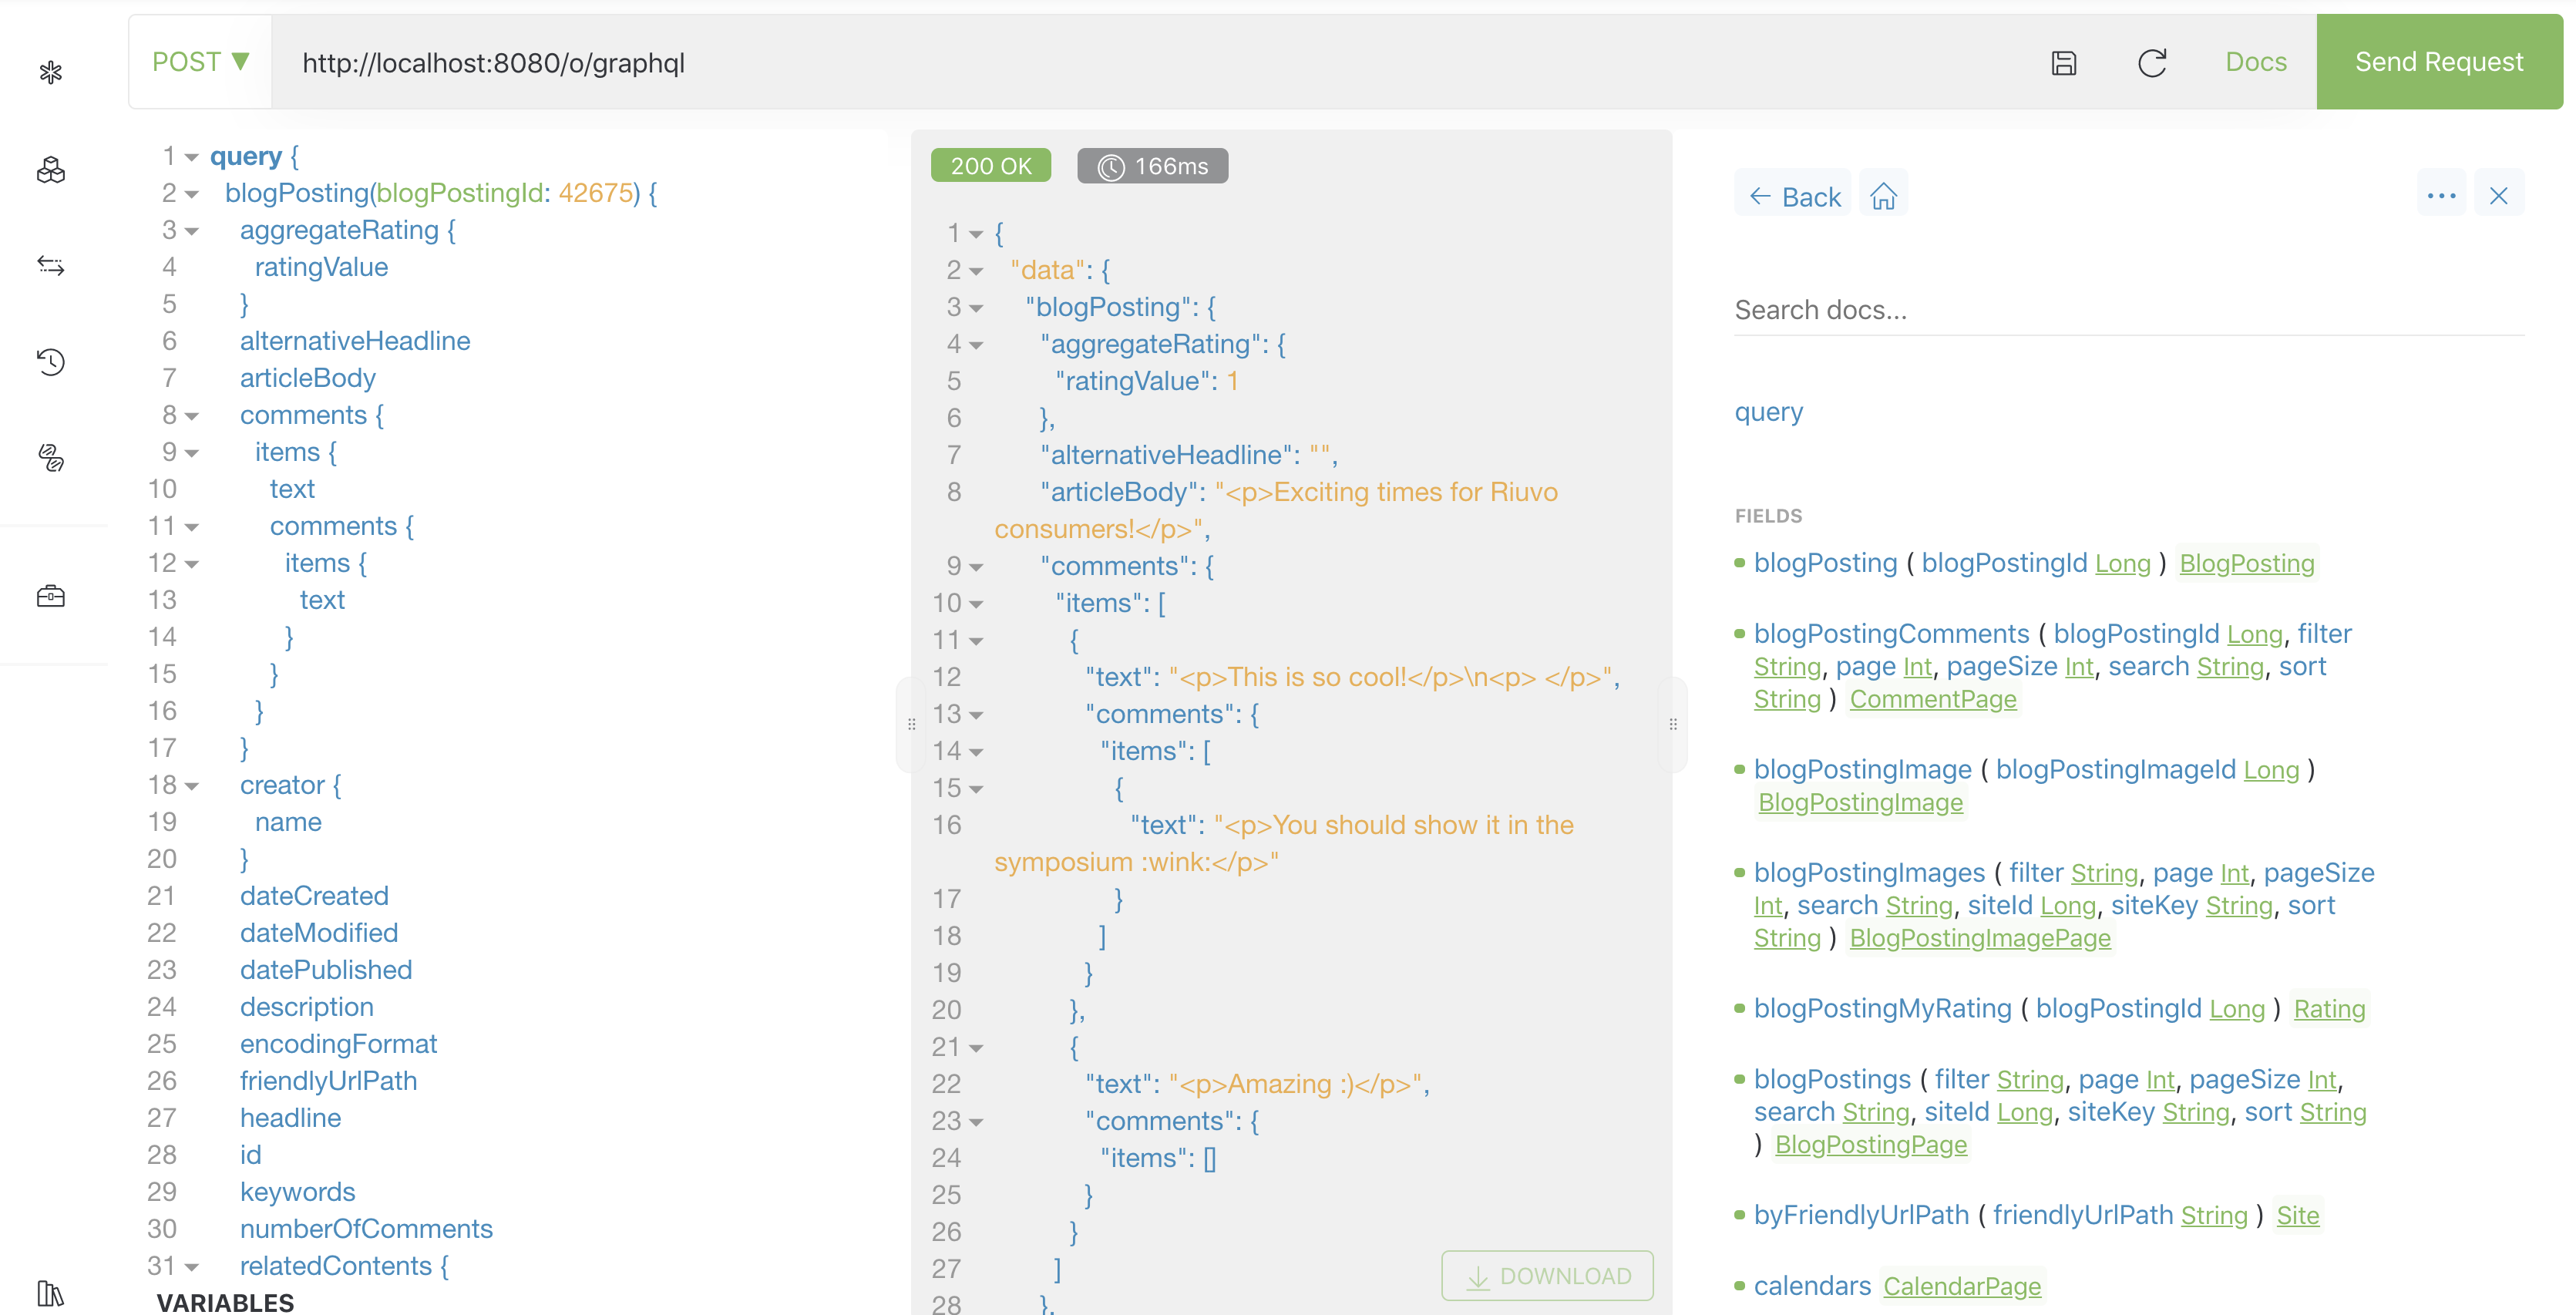 POST ▼ http://localhost:8080/o/graphql Docs Send Request
1 query {
2 blogPosting(blogPostingId: 42675) {
3 aggregateRating {
4 ratingValue
5 }
6 alternativeHeadline
7 articleBody
8 comments {
9 items {
10 text
11 comments {
12 items {
13 text
14 }
15 }
16 }
17 }
18 creator {
19 name
20 }
21 dateCreated
22 dateModified
23 datePublished
24 description
25 encodingFormat
26 friendlyUrlPath
27 headline
28 id
29 keywords
30 numberOfComments
31 relatedContents {
VARIABLES
200 OK 166ms
1 {
2 "data": {
3 "blogPosting": {
4 "aggregateRating": {
5 "ratingValue": 1
6 },
7 "alternativeHeadline": "",
8 "articleBody": "<p>Exciting times for Riuvo
consumers!</p>",
9 "comments": {
10 "items": [
11 {
12 "text": "<p>This is so cool!</p>\n<p> </p>",
13 "comments": {
14 "items": [
15 {
16 "text": "<p>You should show it in the
symposium :wink:</p>"
17 }
18 ]
19 }
20 },
21 {
22 "text": "<p>Amazing :)</p>",
23 "comments": {
24 "items": []
25 }
26 }
27 ]
28 },
DOWNLOAD
← Back
Search docs...
query
FIELDS
blogPosting ( blogPostingId Long ) BlogPosting
blogPostingComments ( blogPostingId Long, filter
String, page Int, pageSize Int, search String, sort
String ) CommentPage
blogPostingImage ( blogPostingImageId Long )
BlogPostingImage
blogPostingImages ( filter String, page Int, pageSize
Int, search String, siteId Long, siteKey String, sort
String ) BlogPostingImagePage
blogPostingMyRating ( blogPostingId Long ) Rating
blogPostings ( filter String, page Int, pageSize Int,
search String, siteId Long, siteKey String, sort String
) BlogPostingPage
byFriendlyUrlPath ( friendlyUrlPath String ) Site
calendars CalendarPage